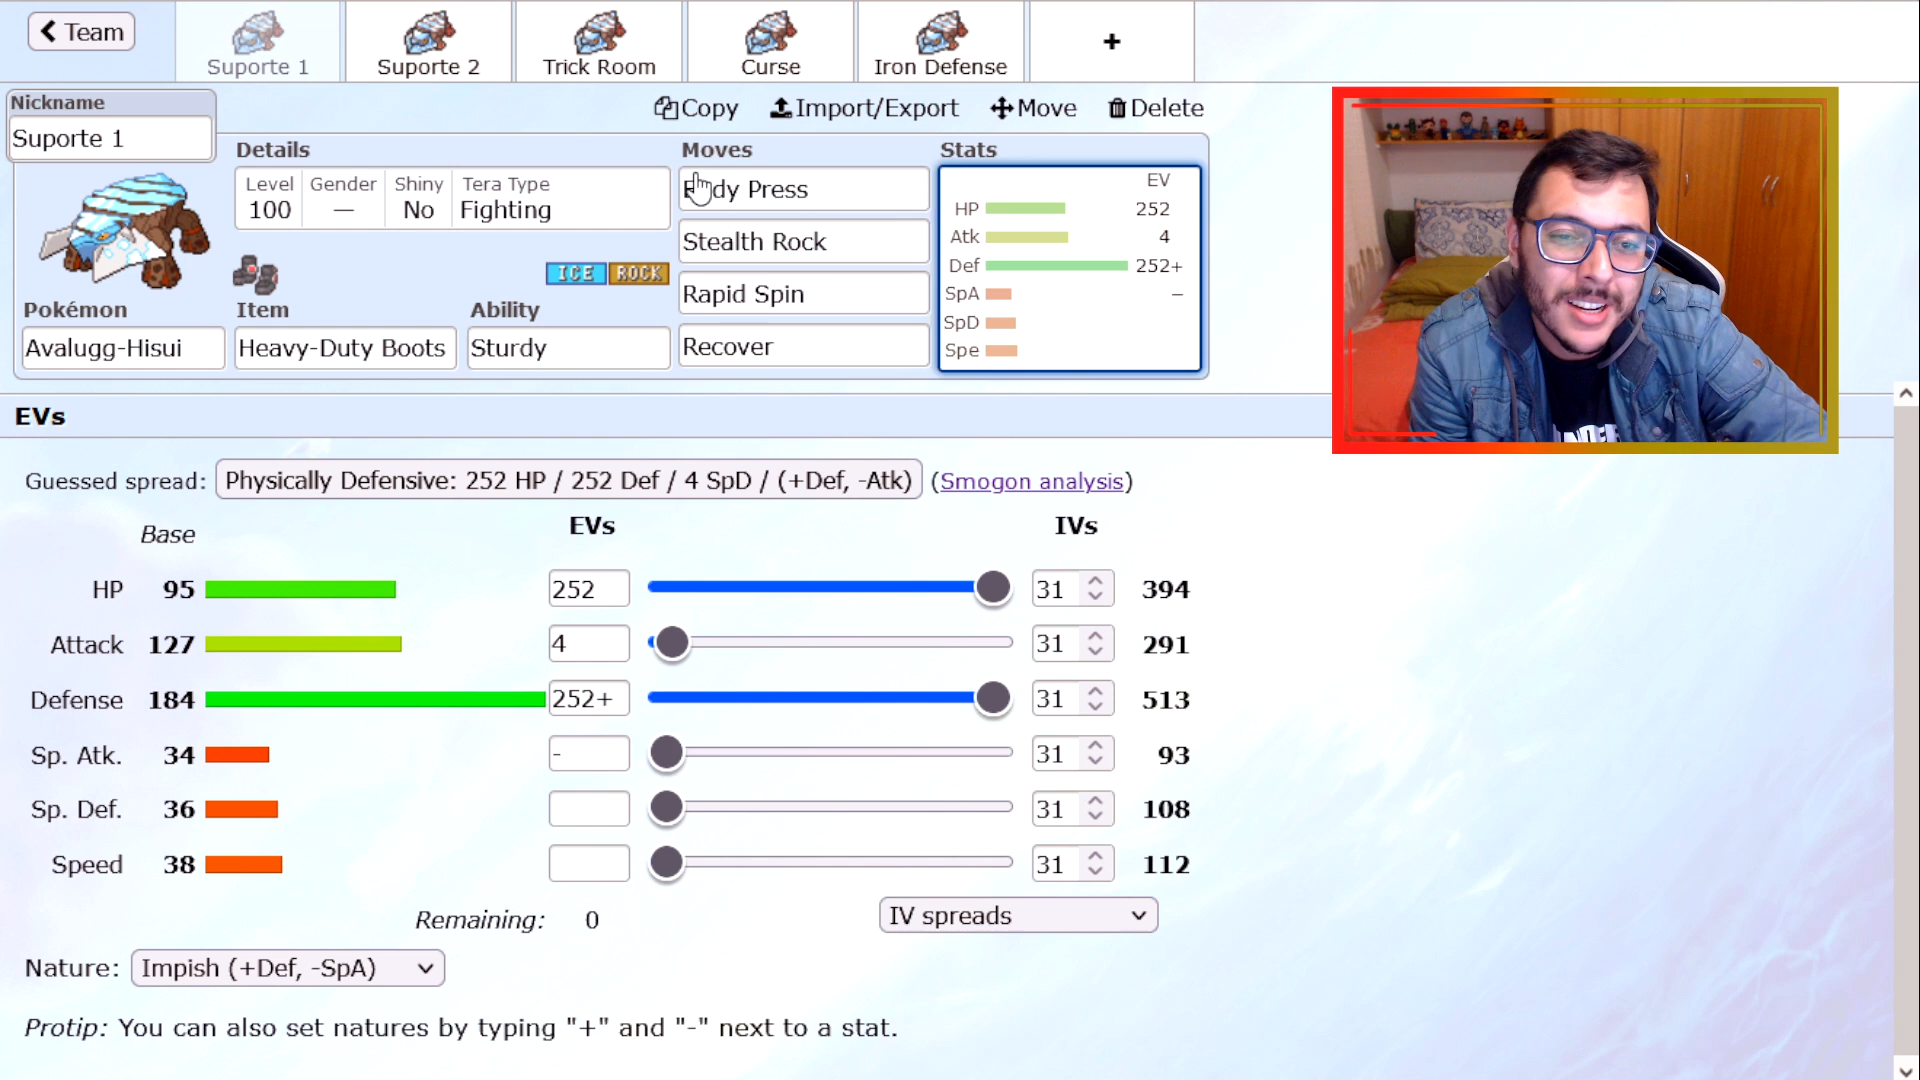 Team
Suporte 1
Suporte 2
Trick Room
Curse
Iron Defense
+
Nickname
Suporte 1
Copy
Import/Export
Move
Delete
Details
Level
100
Gender
—
Shiny
No
Tera Type
Fighting
ICE ROCK
Pokémon
Avalugg-Hisui
Item
Heavy-Duty Boots
Ability
Sturdy
Moves
Body Press
Stealth Rock
Rapid Spin
Recover
Stats
EV
HP 252
Atk 4
Def 252+
SpA –
SpD
Spe
EVs
Guessed spread: Physically Defensive: 252 HP / 252 Def / 4 SpD / (+Def, -Atk) (Smogon analysis)
Base EVs IVs
HP 95 252 31 394
Attack 127 4 31 291
Defense 184 252+ 31 513
Sp. Atk. 34 - 31 93
Sp. Def. 36 31 108
Speed 38 31 112
Remaining: 0
IV spreads
Nature: Impish (+Def, -SpA)
Protip: You can also set natures by typing "+" and "-" next to a stat.